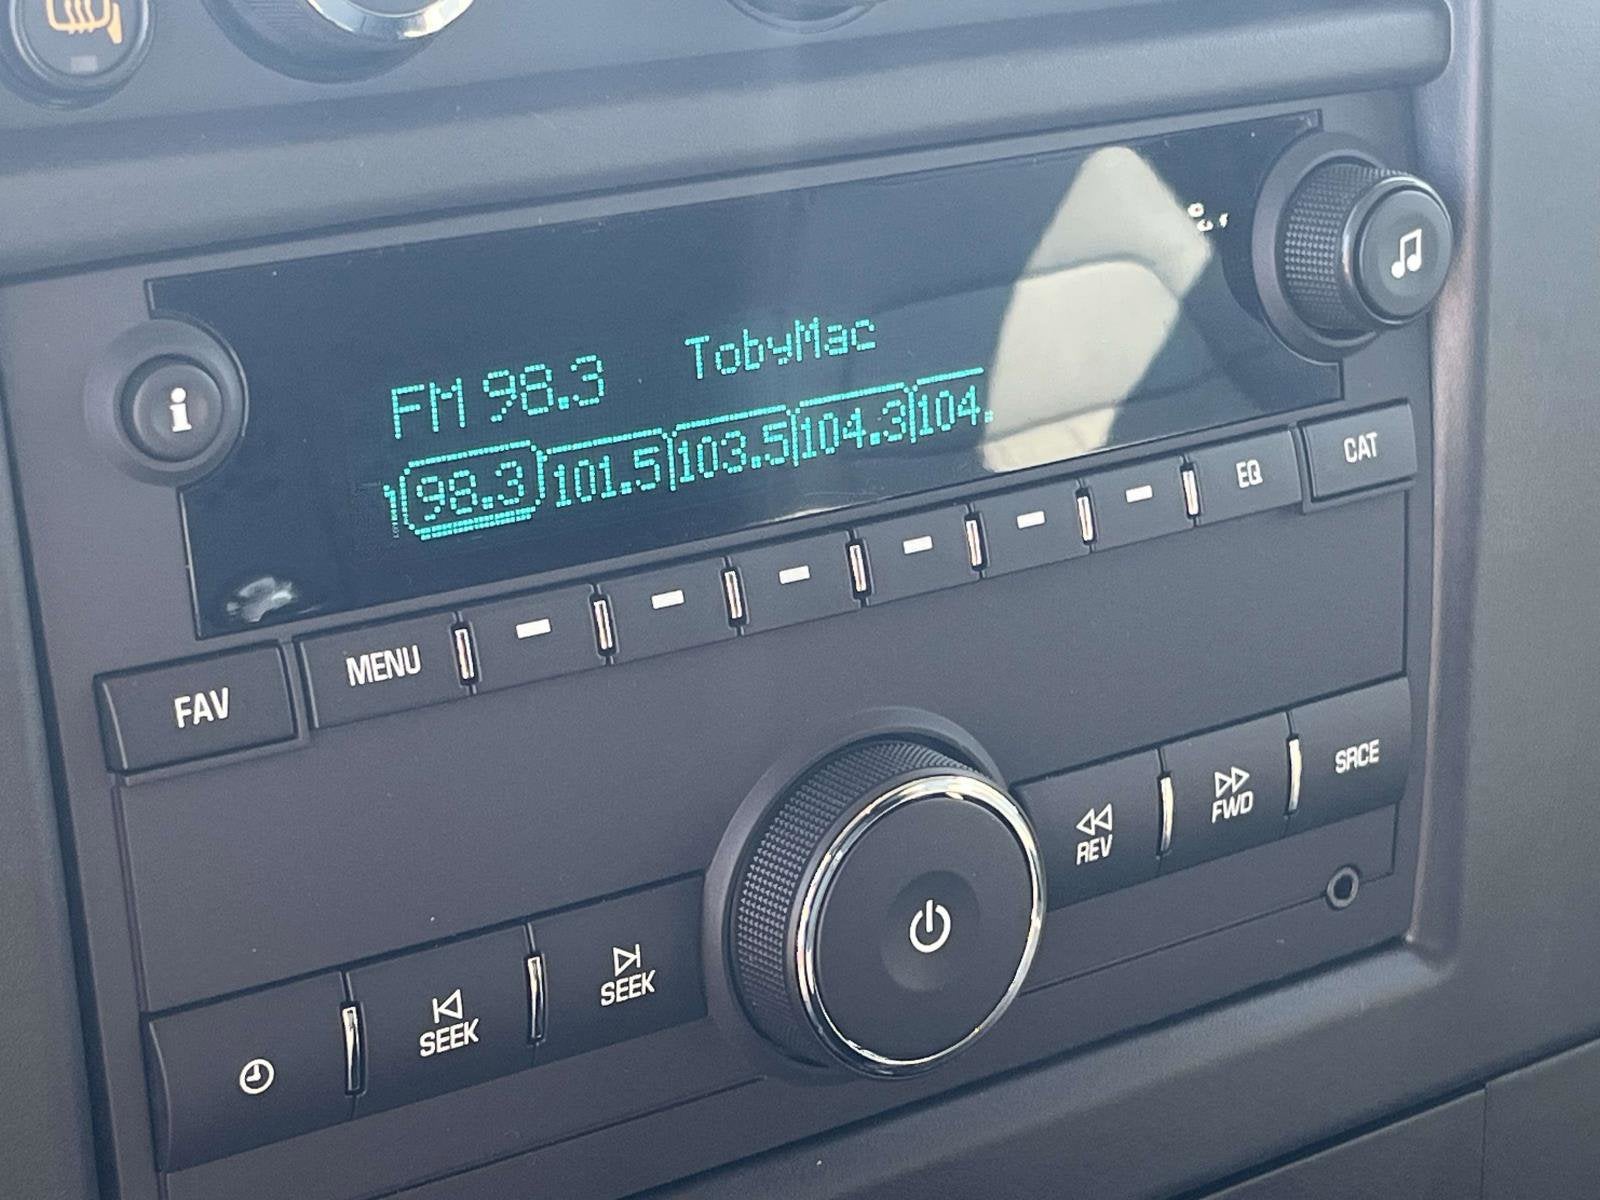 TobyMac
FM 98.3
1 98.3 101.5 103.5 104.3 104.
i
EQ
CAT
FAV
MENU
REV
FWD
SRCE
SEEK
SEEK